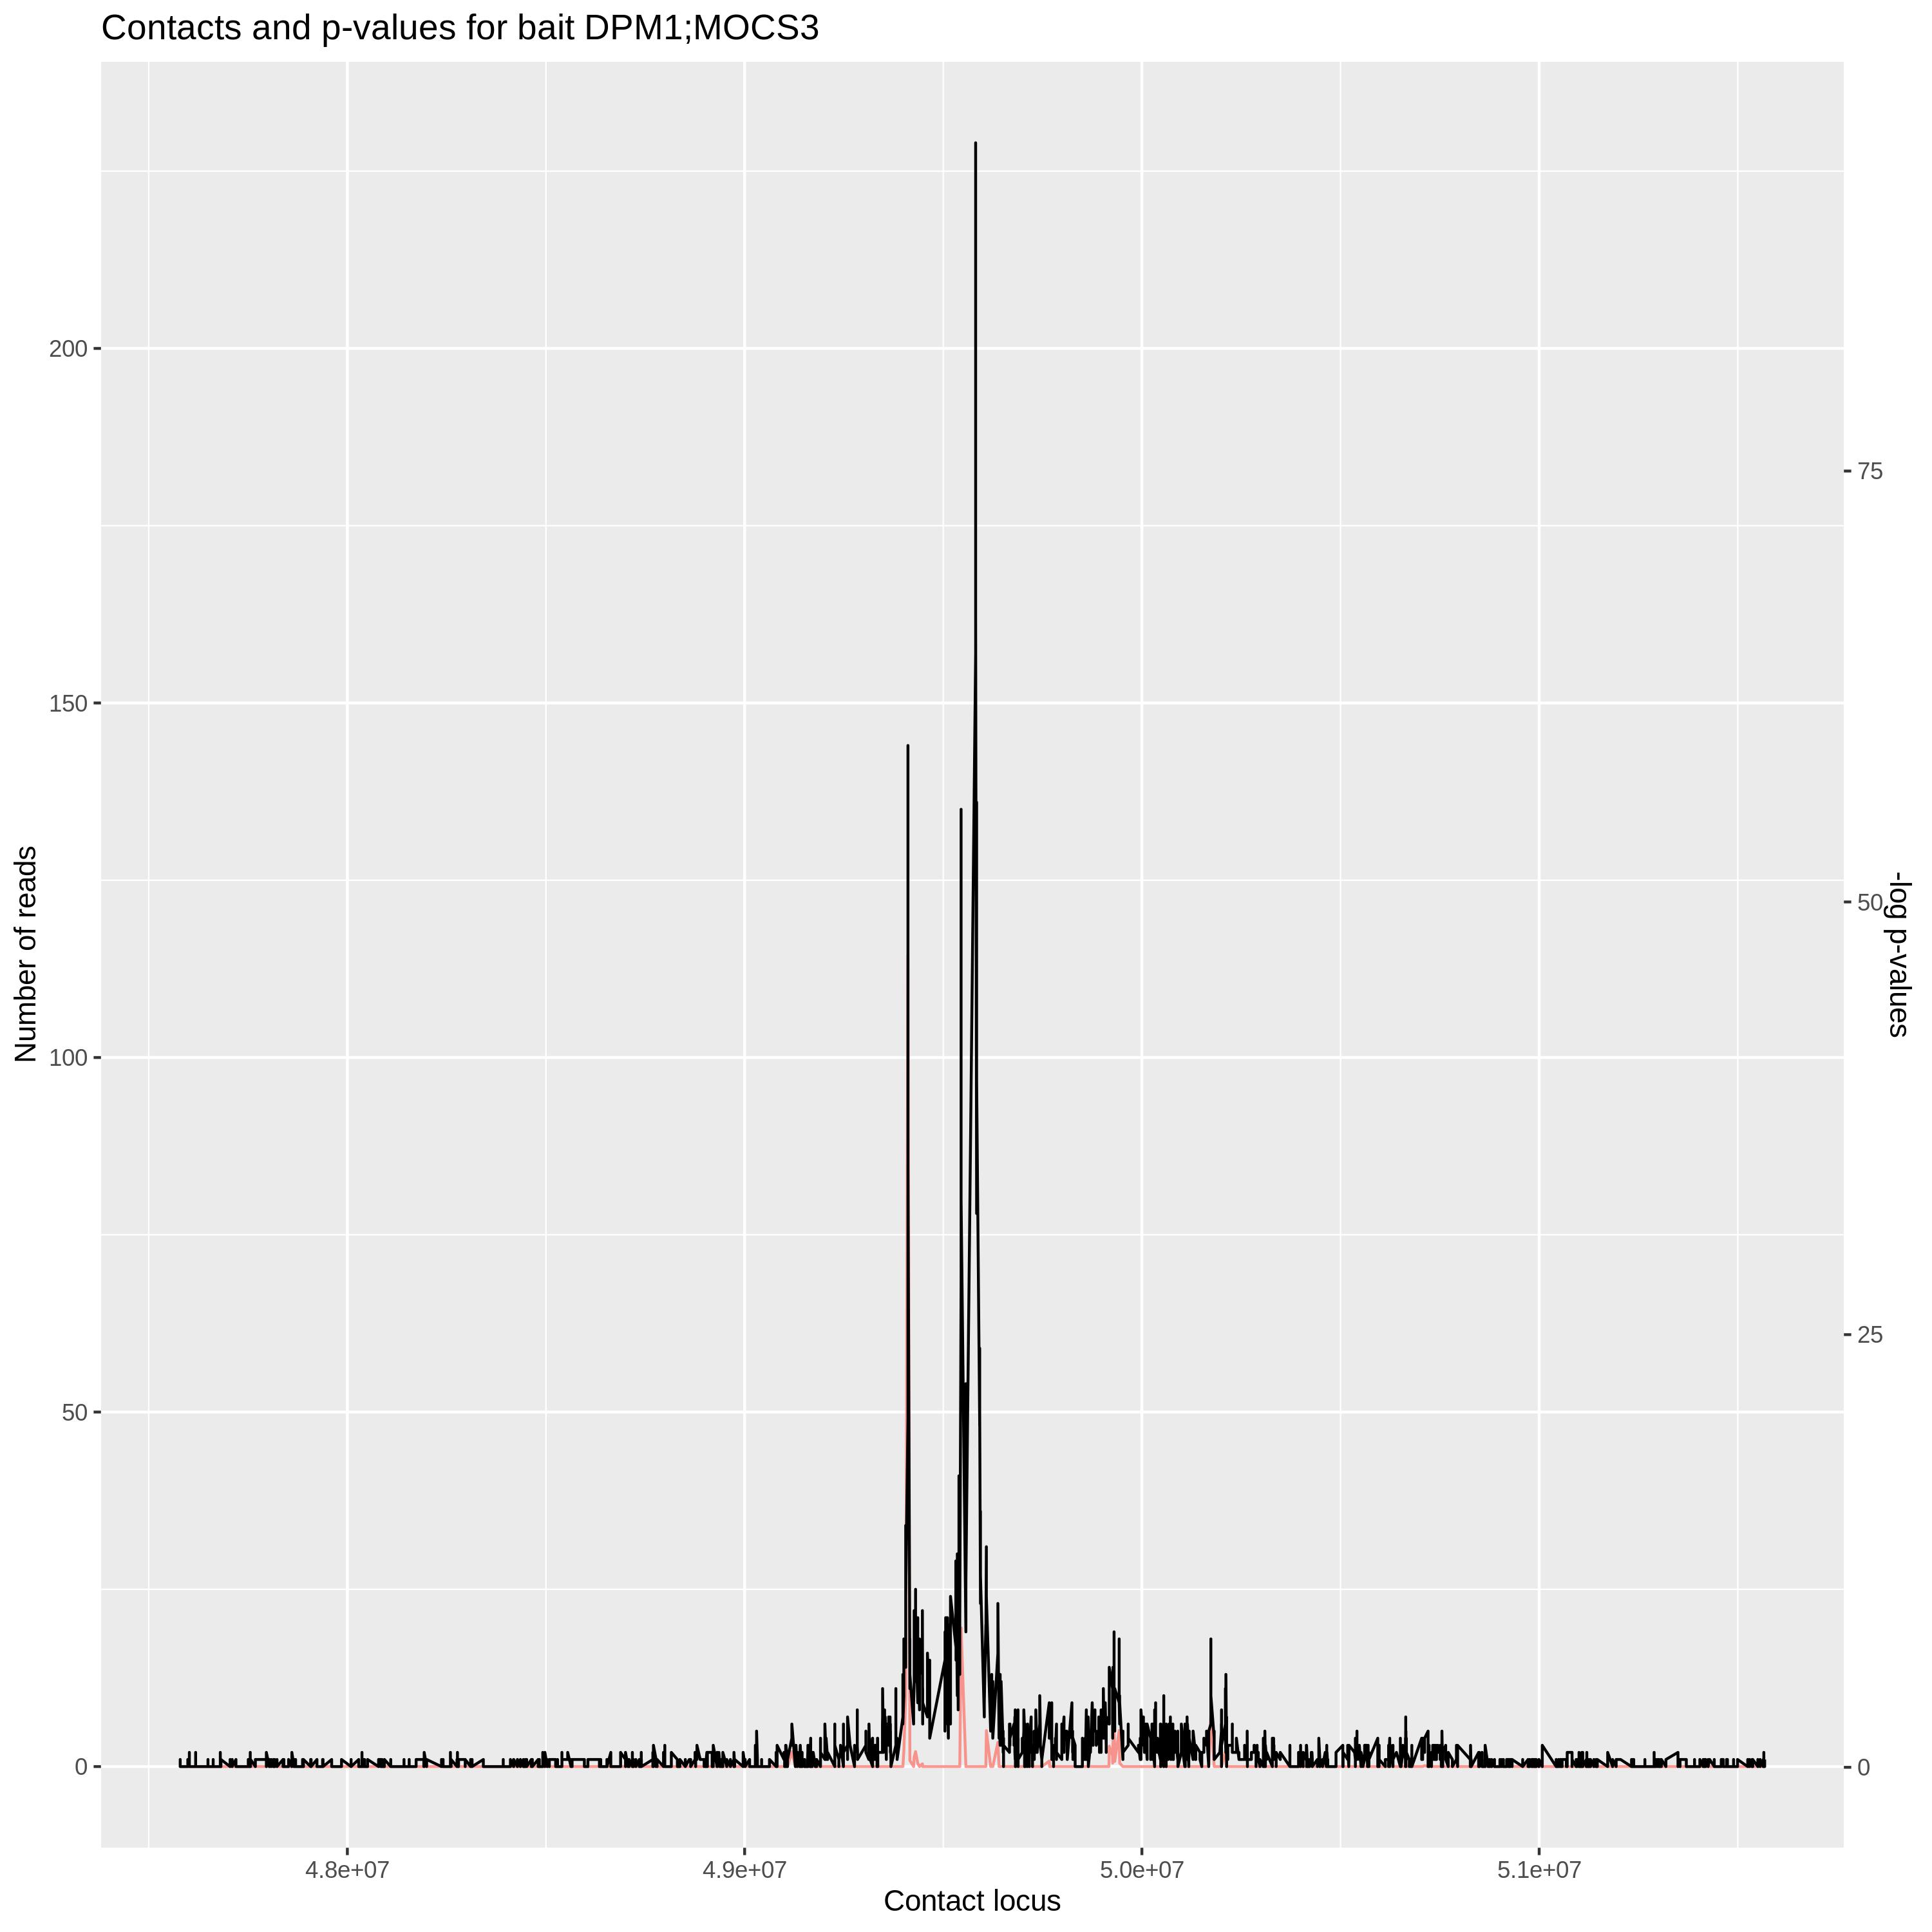 Contacts and p-values for bait DPM1;MOCS3
200
150
100
50
0
Number of reads
75
50
25
0
-log p-values
4.8e+07
4.9e+07
5.0e+07
5.1e+07
Contact locus